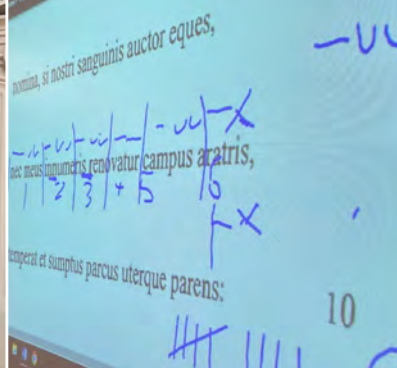 nomina, si nostri sanguinis auctor eques,
nec meus innumeris renovatur campus aratris,
1 2 3 4 5 6
temperat et sumptus parcus uterque parens:
10